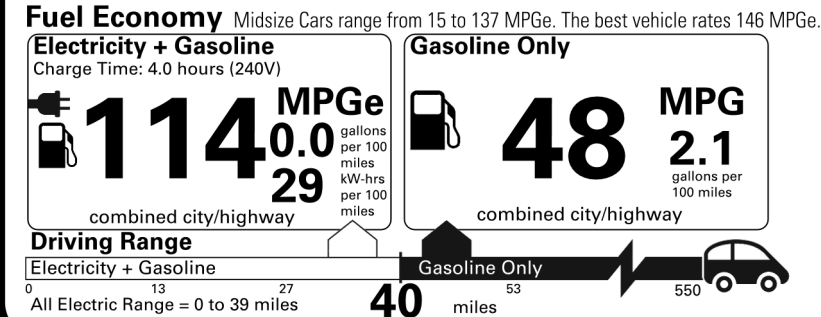 Fuel Economy Midsize Cars range from 15 to 137 MPGe. The best vehicle rates 146 MPGe.
Electricity + Gasoline
Charge Time: 4.0 hours (240V)
114 MPGe
0.0 gallons per 100 miles
29 kW-hrs per 100 miles
combined city/highway
Gasoline Only
48 MPG
2.1
gallons per
100 miles
combined city/highway
Driving Range
Electricity + Gasoline
Gasoline Only
0 13 27 40 miles 53 550
All Electric Range = 0 to 39 miles